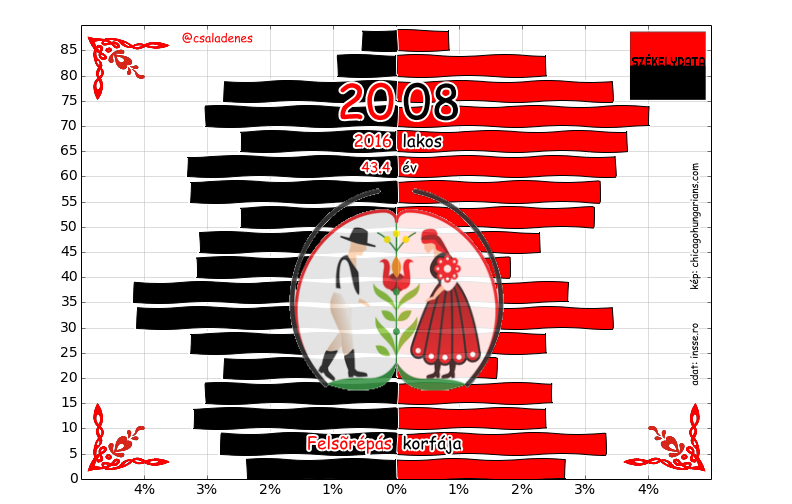 @csaladenes
SZÉKELYDATA
2008
2016 lakos
43.4 év
Felsőrépás korfája
kép: chicagohungarians.com
adat: insse.ro
85
80
75
70
65
60
55
50
45
40
35
30
25
20
15
10
5
0
4% 3% 2% 1% 0% 1% 2% 3% 4%